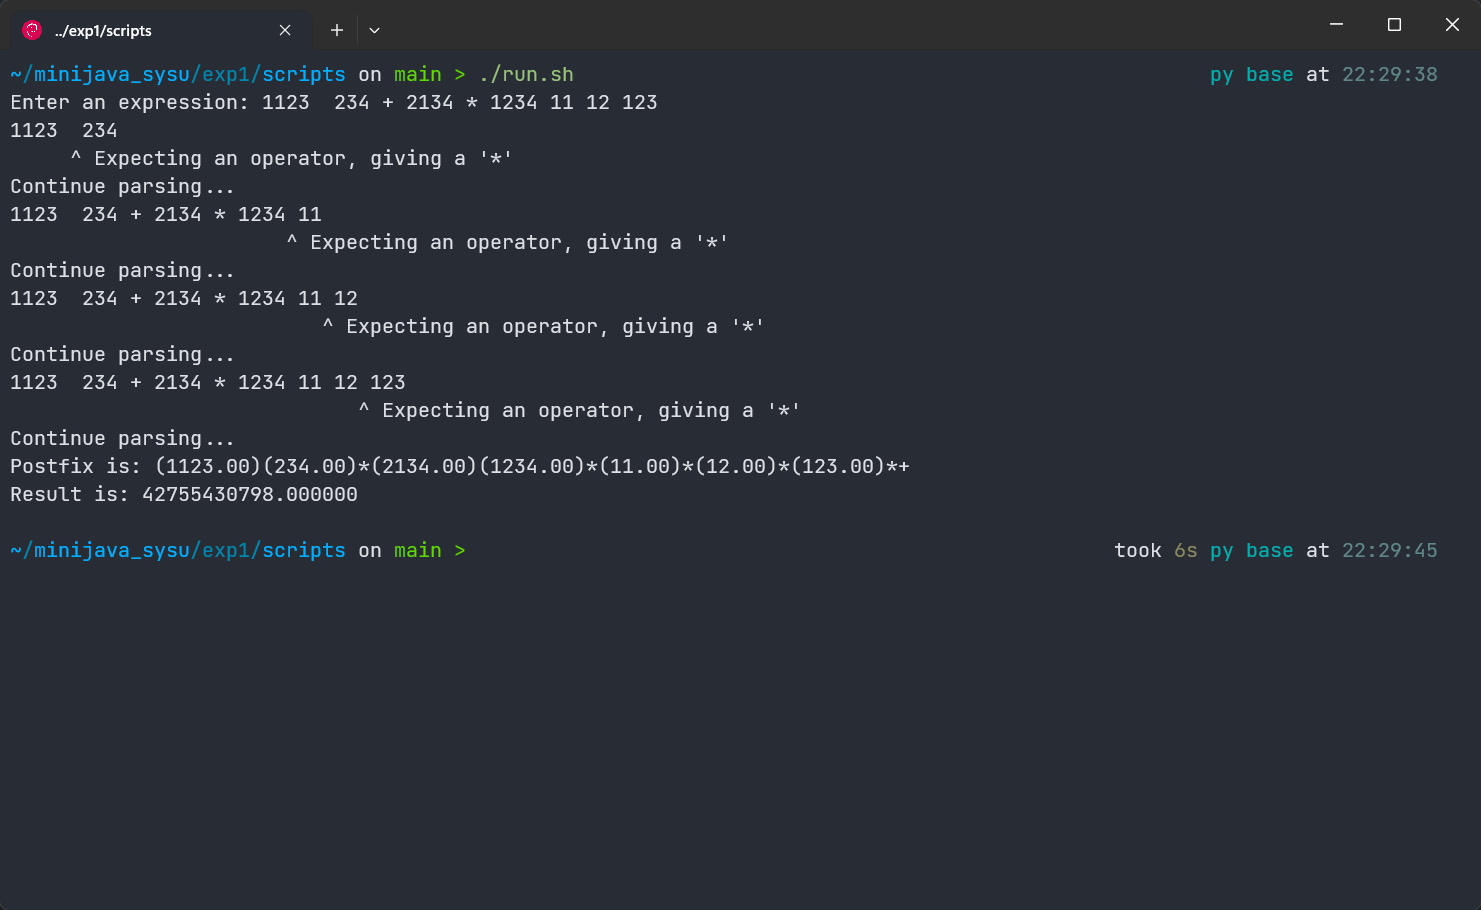 ../exp1/scripts
~/minijava_sysu/exp1/scripts on main > ./run.sh py base at 22:29:38
Enter an expression: 1123  234 + 2134 * 1234 11 12 123
1123  234
     ^ Expecting an operator, giving a '*'
Continue parsing...
1123  234 + 2134 * 1234 11
                       ^ Expecting an operator, giving a '*'
Continue parsing...
1123  234 + 2134 * 1234 11 12
                          ^ Expecting an operator, giving a '*'
Continue parsing...
1123  234 + 2134 * 1234 11 12 123
                             ^ Expecting an operator, giving a '*'
Continue parsing...
Postfix is: (1123.00)(234.00)*(2134.00)(1234.00)*(11.00)*(12.00)*(123.00)*+
Result is: 42755430798.000000
~/minijava_sysu/exp1/scripts on main > took 6s py base at 22:29:45